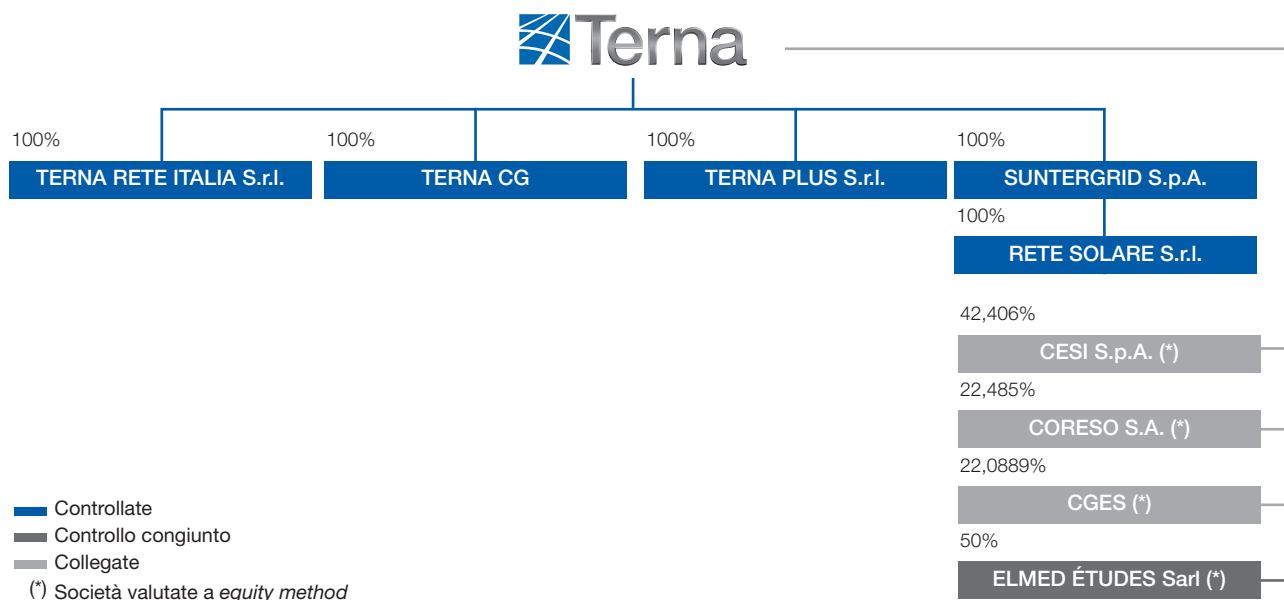 Terna
100% 100% 100% 100%
TERNA RETE ITALIA S.r.l. TERNA CG TERNA PLUS S.r.l. SUNTERGRID S.p.A.
100%
RETE SOLARE S.r.l.
42,406%
CESI S.p.A. (*)
22,485%
CORESO S.A. (*)
22,0889%
CGES (*)
50%
ELMED ÉTUDES Sarl (*)
Controllate
Controllo congiunto
Collegate
(*) Società valutate a equity method